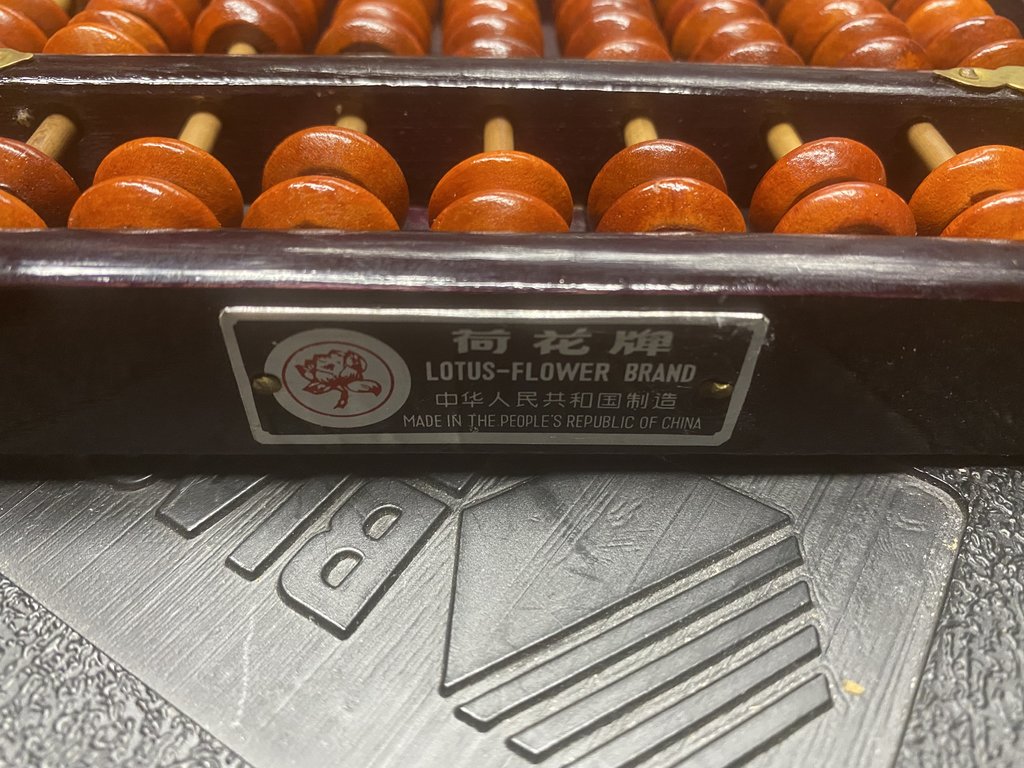 荷花牌
LOTUS-FLOWER BRAND
中华人民共和国制造
MADE IN THE PEOPLE'S REPUBLIC OF CHINA